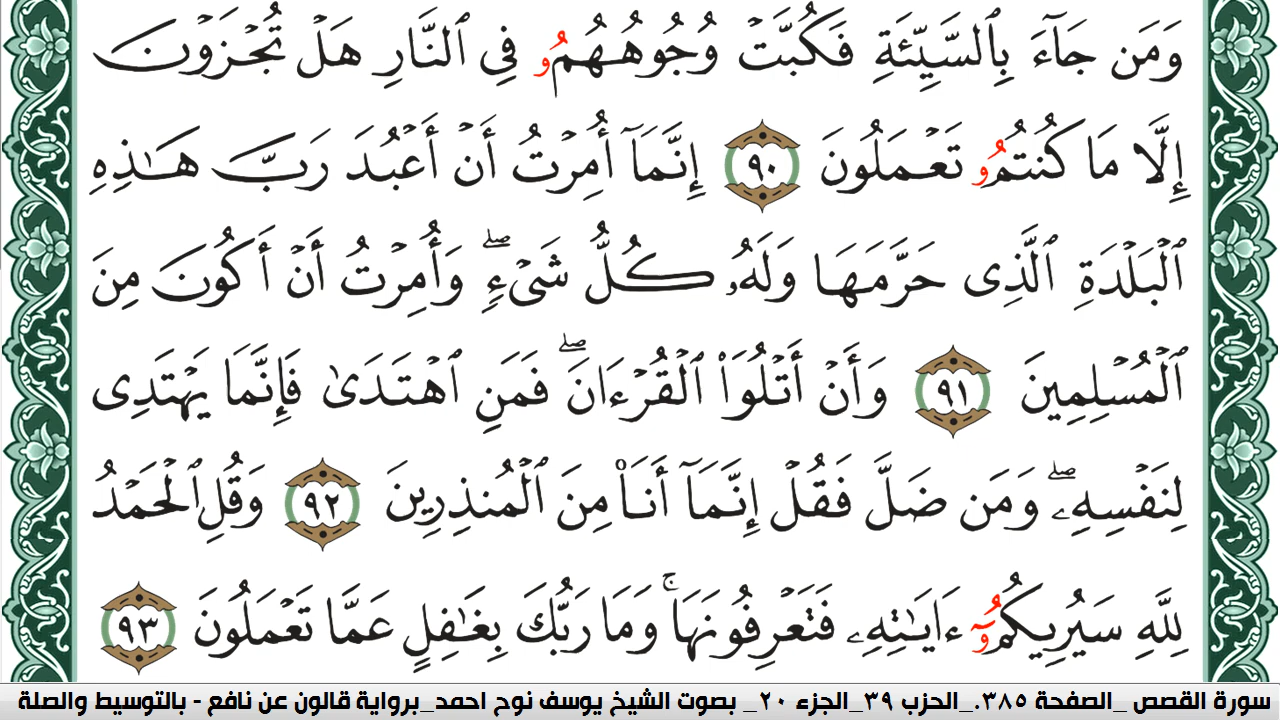 وَمَن جَآءَ بِٱلسَّيِّئَةِ فَكُبَّتْ وُجُوهُهُمُو فِى ٱلنَّارِ هَلْ تُجْزَوْنَ
إِلَّا مَا كُنتُمُو تَعْمَلُونَ ٩٠ إِنَّمَآ أُمِرْتُ أَنْ أَعْبُدَ رَبَّ هَـٰذِهِ
ٱلْبَلْدَةِ ٱلَّذِى حَرَّمَهَا وَلَهُۥ كُلُّ شَىْءٍۖ وَأُمِرْتُ أَنْ أَكُونَ مِنَ
ٱلْمُسْلِمِينَ ٩١ وَأَنْ أَتْلُوَا۟ ٱلْقُرْءَانَۖ فَمَنِ ٱهْتَدَىٰ فَإِنَّمَا يَهْتَدِى
لِنَفْسِهِۦۖ وَمَن ضَلَّ فَقُلْ إِنَّمَآ أَنَا۠ مِنَ ٱلْمُنذِرِينَ ٩٢ وَقُلِ ٱلْحَمْدُ
لِلَّهِ سَيُرِيكُمُوٓ ءَايَـٰتِهِۦ فَتَعْرِفُونَهَاۚ وَمَا رَبُّكَ بِغَـٰفِلٍ عَمَّا تَعْمَلُونَ ٩٣
سورة القصص _الصفحة ٣٨٥._الحزب ٣٩_الجزء ٢٠_ بصوت الشيخ يوسف نوح احمد_برواية قالون عن نافع - بالتوسيط والصلة